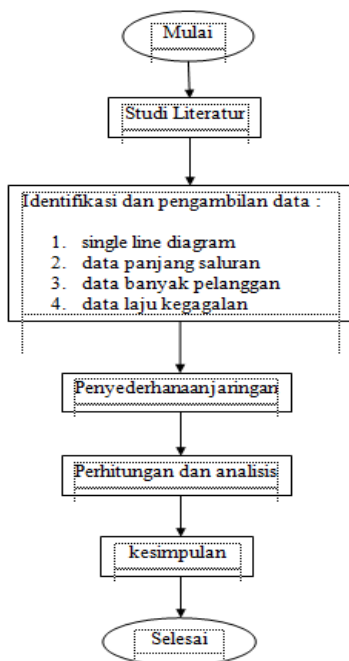 Mulai
Studi Literatur
Identifikasi dan pengambilan data :
1. single line diagram
2. data panjang saluran
3. data banyak pelanggan
4. data laju kegagalan
Penyederhanaanjaringan
Perhitungan dan analisis
kesimpulan
Selesai